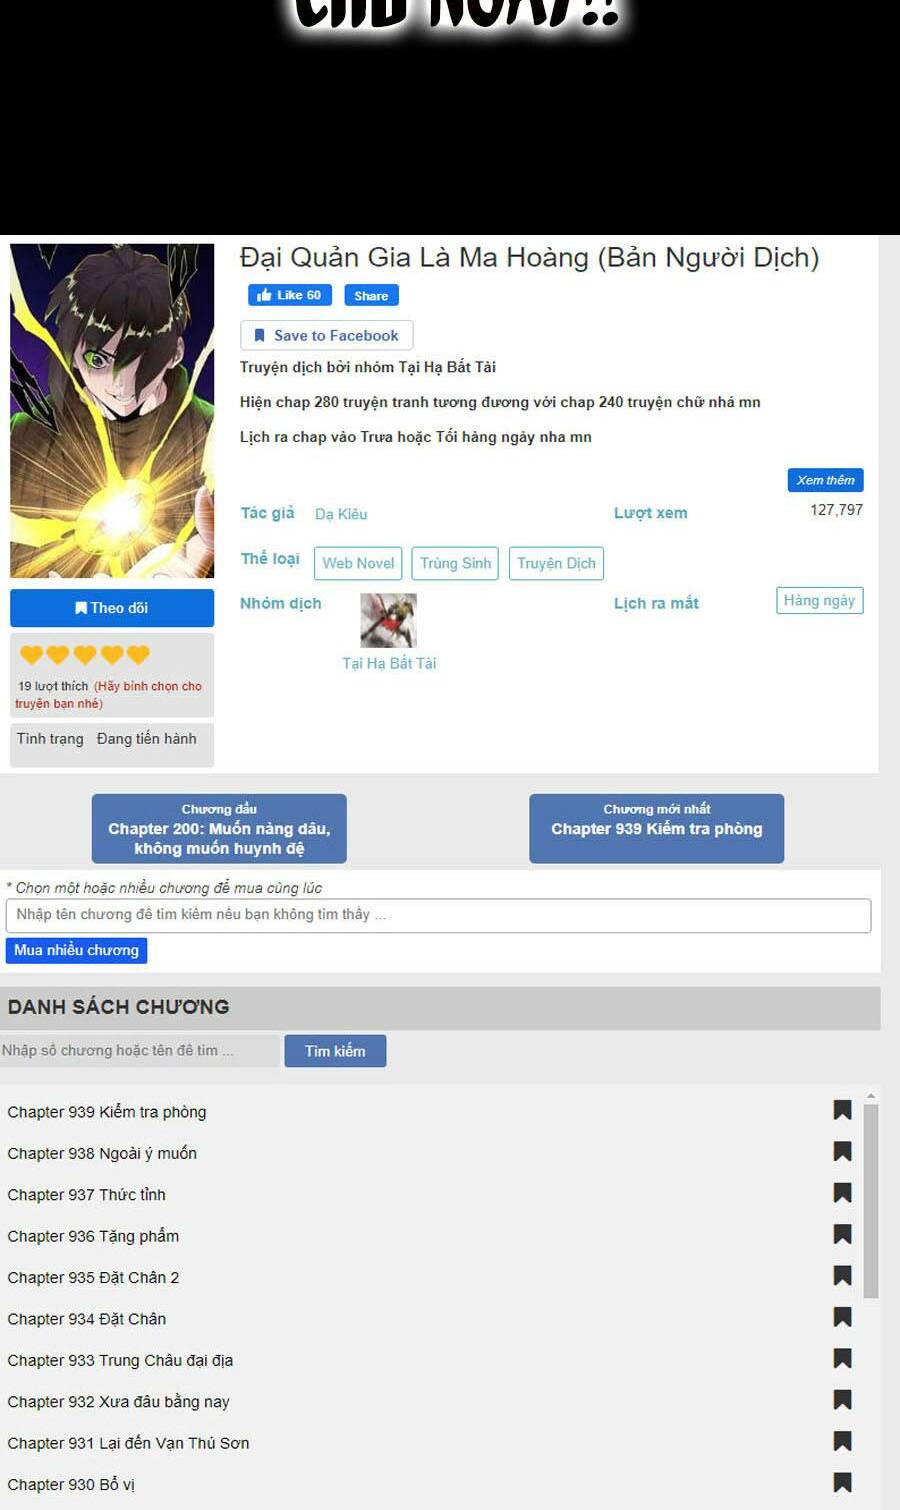 CHỮ NGAY!!
Đại Quản Gia Là Ma Hoàng (Bản Người Dịch)
Like 60 Share
Save to Facebook
Truyện dịch bởi nhóm Tại Hạ Bất Tài
Hiện chap 280 truyện tranh tương đương với chap 240 truyện chữ nhá mn
Lịch ra chap vào Trưa hoặc Tối hàng ngày nha mn
Xem thêm
Tác giả Dạ Kiêu Lượt xem 127,797
Thể loại Web Novel Trùng Sinh Truyện Dịch
Nhóm dịch Lịch ra mắt Hàng ngày
Tại Hạ Bất Tài
Theo dõi
19 lượt thích (Hãy bình chọn cho
truyện bạn nhé)
Tình trạng Đang tiến hành
Chương đầu
Chapter 200: Muốn nàng dâu,
không muốn huynh đệ
Chương mới nhất
Chapter 939 Kiểm tra phòng
* Chọn một hoặc nhiều chương để mua cùng lúc
Nhập tên chương để tìm kiếm nếu bạn không tìm thấy ...
Mua nhiều chương
DANH SÁCH CHƯƠNG
Nhập số chương hoặc tên để tìm ... Tìm kiếm
Chapter 939 Kiểm tra phòng
Chapter 938 Ngoài ý muốn
Chapter 937 Thức tỉnh
Chapter 936 Tặng phẩm
Chapter 935 Đặt Chân 2
Chapter 934 Đặt Chân
Chapter 933 Trung Châu đại địa
Chapter 932 Xưa đâu bằng nay
Chapter 931 Lại đến Vạn Thú Sơn
Chapter 930 Bổ vị